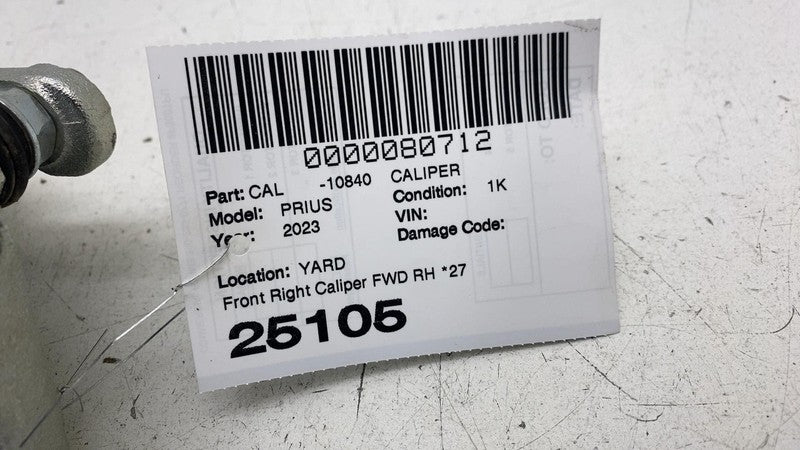 0000080712
Part: CAL -10840 CALIPER
Model: PRIUS Condition: 1K
Year: 2023 VIN:
Damage Code:
Location: YARD
Front Right Caliper FWD RH *27
25105